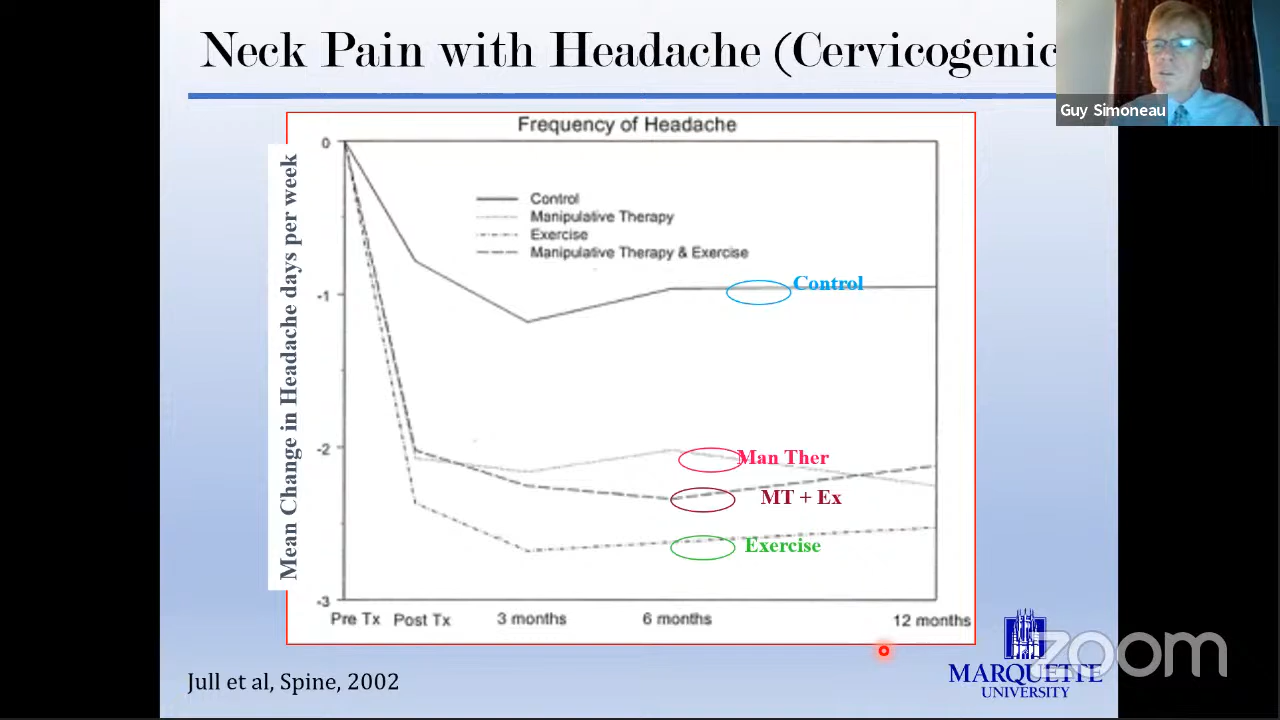 Neck Pain with Headache (Cervicogenic
Guy Simoneau
Frequency of Headache
Mean Change in Headache days per week
0
-1
-2
-3
Control
Manipulative Therapy
Exercise
Manipulative Therapy & Exercise
Control
Man Ther
MT + Ex
Exercise
Pre Tx
Post Tx
3 months
6 months
12 months
Jull et al, Spine, 2002
MARQUETTE
UNIVERSITY
zoom